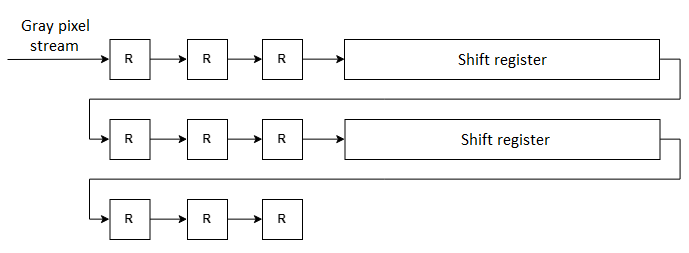 Gray pixel
stream
R R R Shift register
R R R Shift register
R R R